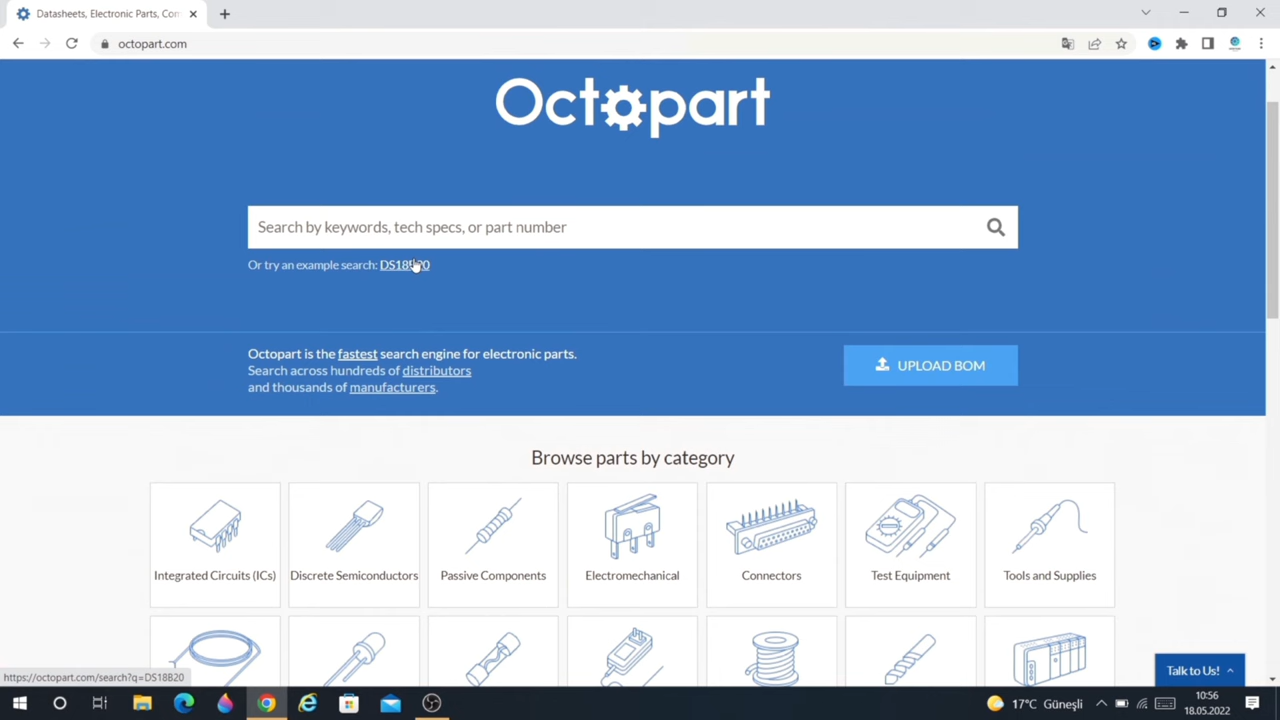 Datasheets, Electronic Parts, Con
octopart.com
Octopart
Search by keywords, tech specs, or part number
Or try an example search: DS18B20
Octopart is the fastest search engine for electronic parts.
Search across hundreds of distributors
and thousands of manufacturers.
UPLOAD BOM
Browse parts by category
Integrated Circuits (ICs)
Discrete Semiconductors
Passive Components
Electromechanical
Connectors
Test Equipment
Tools and Supplies
Talk to Us!
https://octopart.com/search?q=DS18B20
17°C Güneşli
10:56
18.05.2022